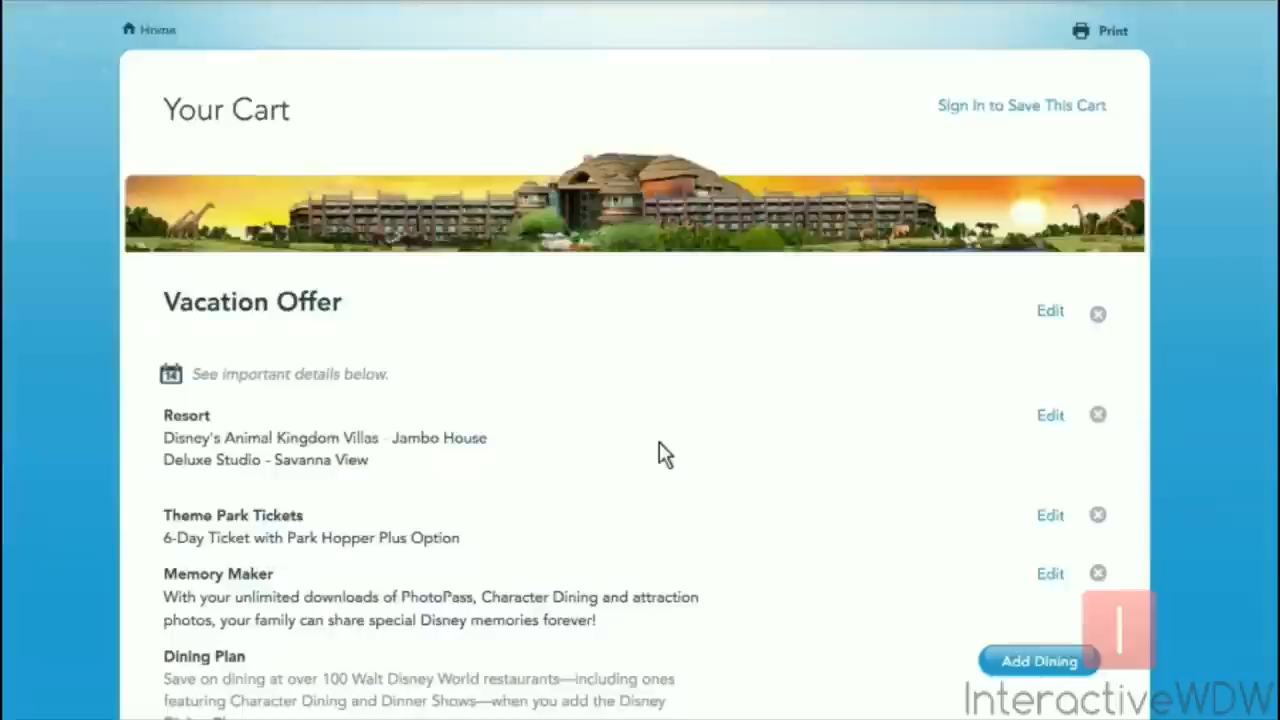 Home
Print
Your Cart
Sign In to Save This Cart
Vacation Offer
Edit
14
See important details below.
Resort
Edit
Disney's Animal Kingdom Villas - Jambo House
Deluxe Studio - Savanna View
Theme Park Tickets
Edit
6-Day Ticket with Park Hopper Plus Option
Memory Maker
Edit
With your unlimited downloads of PhotoPass, Character Dining and attraction
photos, your family can share special Disney memories forever!
Dining Plan
Add Dining
Save on dining at over 100 Walt Disney World restaurants—including ones
featuring Character Dining and Dinner Shows—when you add the Disney
I
InteractiveWDW